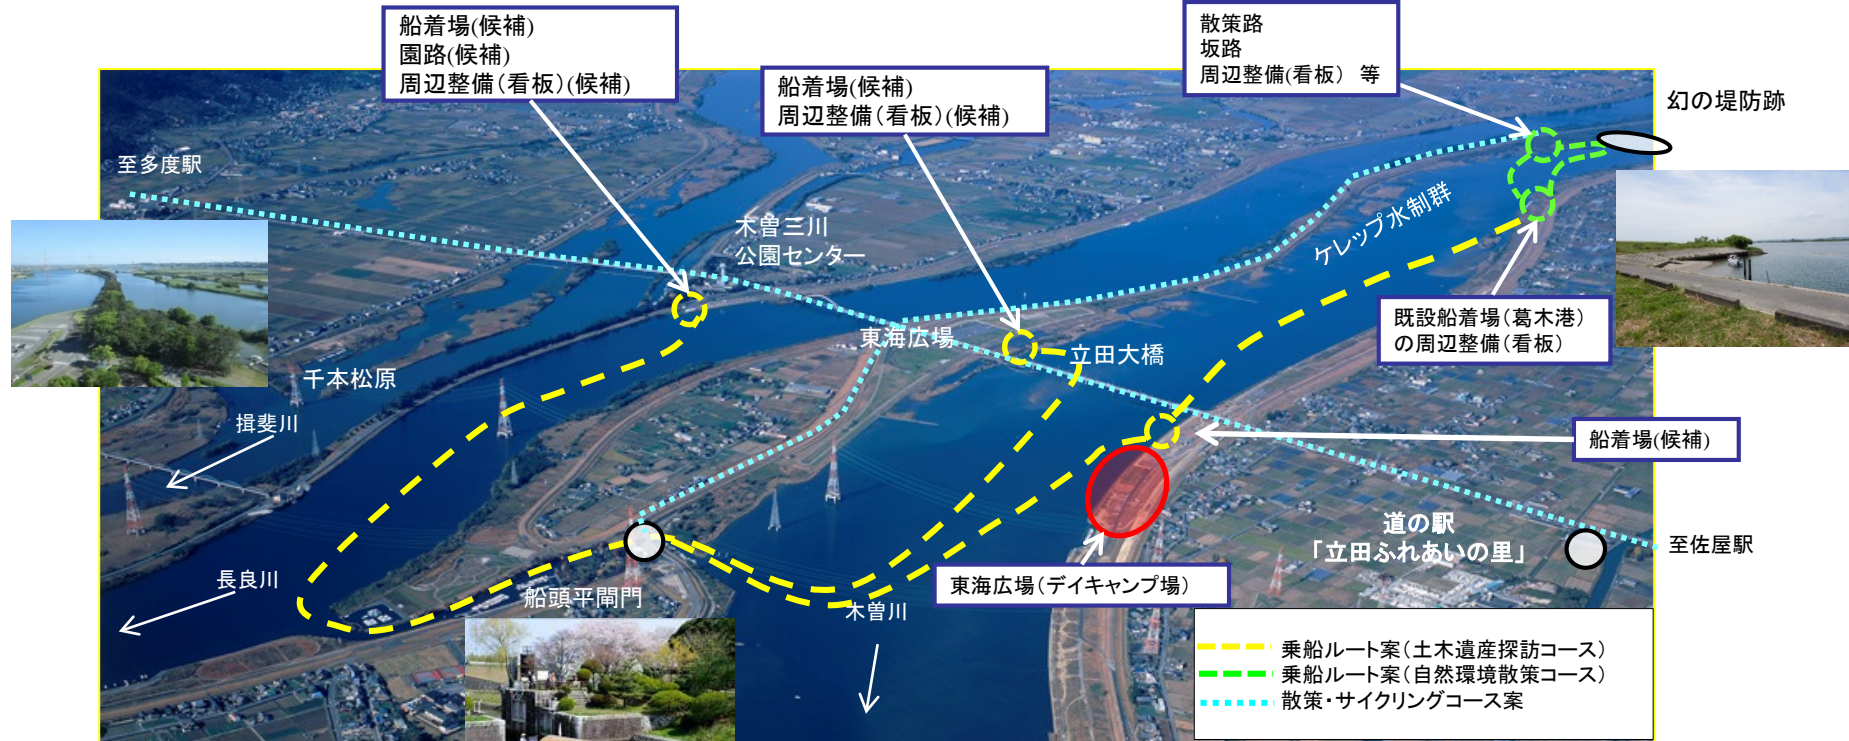 船着場(候補)
園路(候補)
周辺整備(看板)(候補)
船着場(候補)
周辺整備(看板)(候補)
散策路
坂路
周辺整備(看板) 等
幻の堤防跡
至多度駅
木曽三川
公園センター
ケレップ水制群
既設船着場(葛木港)
の周辺整備(看板)
東海広場
立田大橋
千本松原
揖斐川
船着場(候補)
道の駅
「立田ふれあいの里」
至佐屋駅
長良川
船頭平閘門
木曽川
東海広場(デイキャンプ場)
乗船ルート案(土木遺産探訪コース)
乗船ルート案(自然環境散策コース)
散策・サイクリングコース案